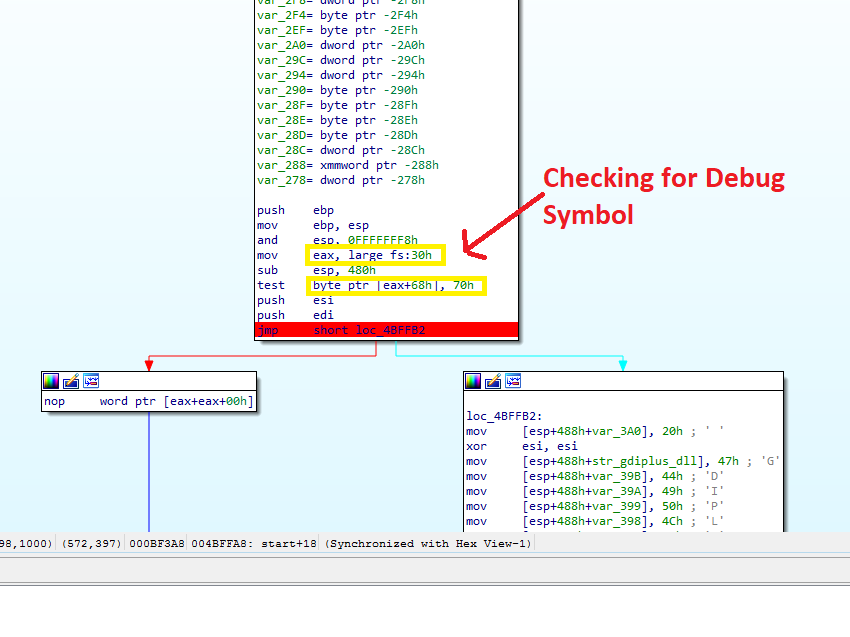 var_2F8= dword ptr -2F8h
var_2F4= byte ptr -2F4h
var_2EF= byte ptr -2EFh
var_2A0= dword ptr -2A0h
var_29C= dword ptr -29Ch
var_294= dword ptr -294h
var_290= byte ptr -290h
var_28F= byte ptr -28Fh
var_28E= byte ptr -28Eh
var_28D= byte ptr -28Dh
var_28C= dword ptr -28Ch
var_288= xmmword ptr -288h
var_278= dword ptr -278h
Checking for Debug
Symbol
push ebp
mov ebp, esp
and esp, 0FFFFFFF8h
mov eax, large fs:30h
sub esp, 480h
test byte ptr [eax+68h], 70h
push esi
push edi
jmp short loc_4BFFB2
nop word ptr [eax+eax+00h]
loc_4BFFB2:
mov [esp+488h+var_3A0], 20h ; ' '
xor esi, esi
mov [esp+488h+str_gdiplus_dll], 47h ; 'G'
mov [esp+488h+var_39B], 44h ; 'D'
mov [esp+488h+var_39A], 49h ; 'I'
mov [esp+488h+var_399], 50h ; 'P'
mov [esp+488h+var_398], 4Ch ; 'L'
98,1000) (572,397) 000BF3A8 004BFFA8: start+18 (Synchronized with Hex View-1)